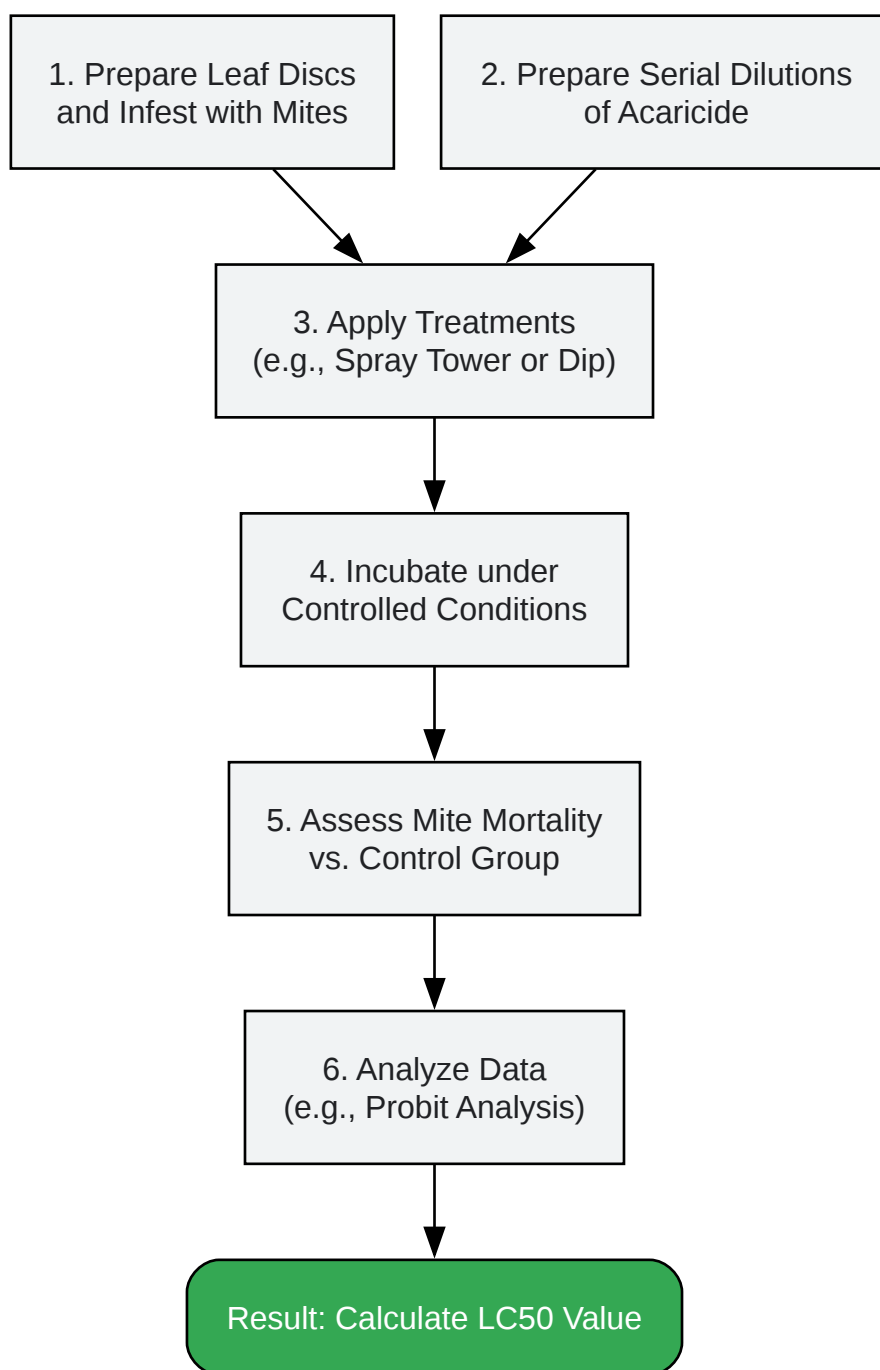 1. Prepare Leaf Discs
and Infest with Mites
2. Prepare Serial Dilutions
of Acaricide
3. Apply Treatments
(e.g., Spray Tower or Dip)
4. Incubate under
Controlled Conditions
5. Assess Mite Mortality
vs. Control Group
6. Analyze Data
(e.g., Probit Analysis)
Result: Calculate LC50 Value